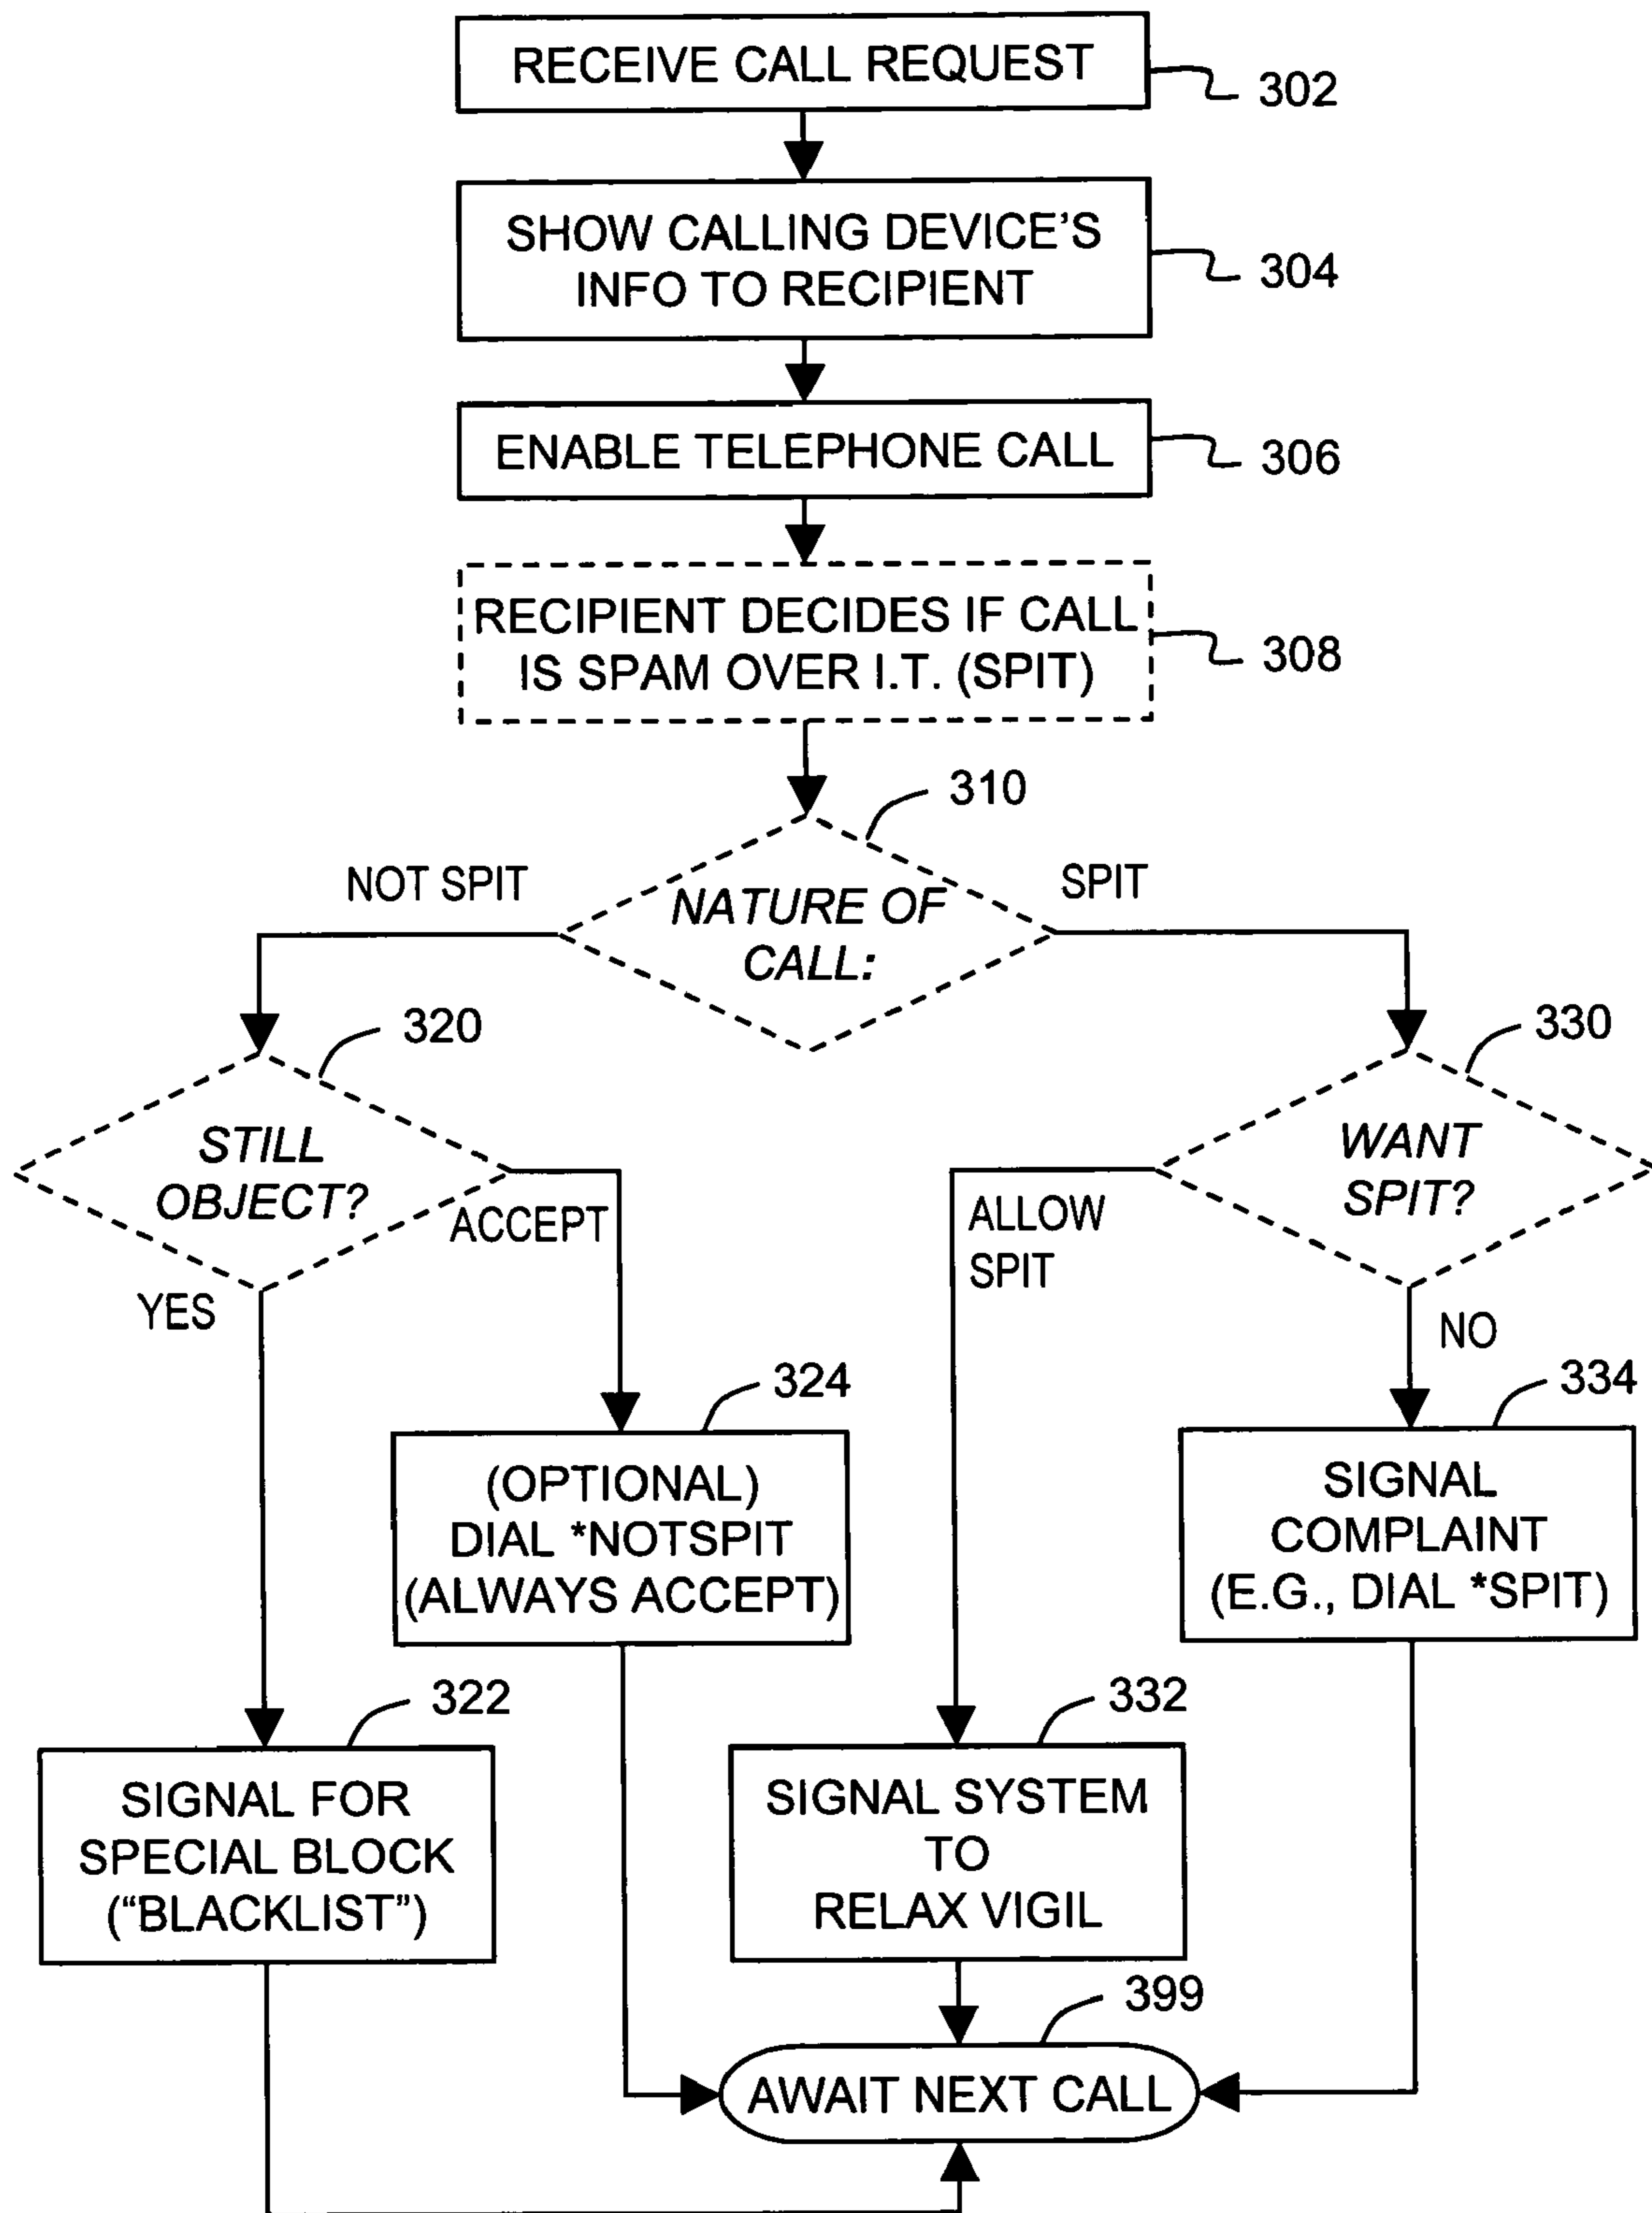 RECEIVE CALL REQUEST
302
SHOW CALLING DEVICE'S
INFO TO RECIPIENT
304
ENABLE TELEPHONE CALL
306
RECIPIENT DECIDES IF CALL
IS SPAM OVER I.T. (SPIT)
308
310
NOT SPIT
SPIT
NATURE OF
CALL:
320
330
STILL
OBJECT?
WANT
SPIT?
ACCEPT
ALLOW
SPIT
YES
NO
324
334
(OPTIONAL)
DIAL *NOTSPIT
(ALWAYS ACCEPT)
SIGNAL
COMPLAINT
(E.G., DIAL *SPIT)
322
332
SIGNAL FOR
SPECIAL BLOCK
(“BLACKLIST”)
SIGNAL SYSTEM
TO
RELAX VIGIL
399
AWAIT NEXT CALL